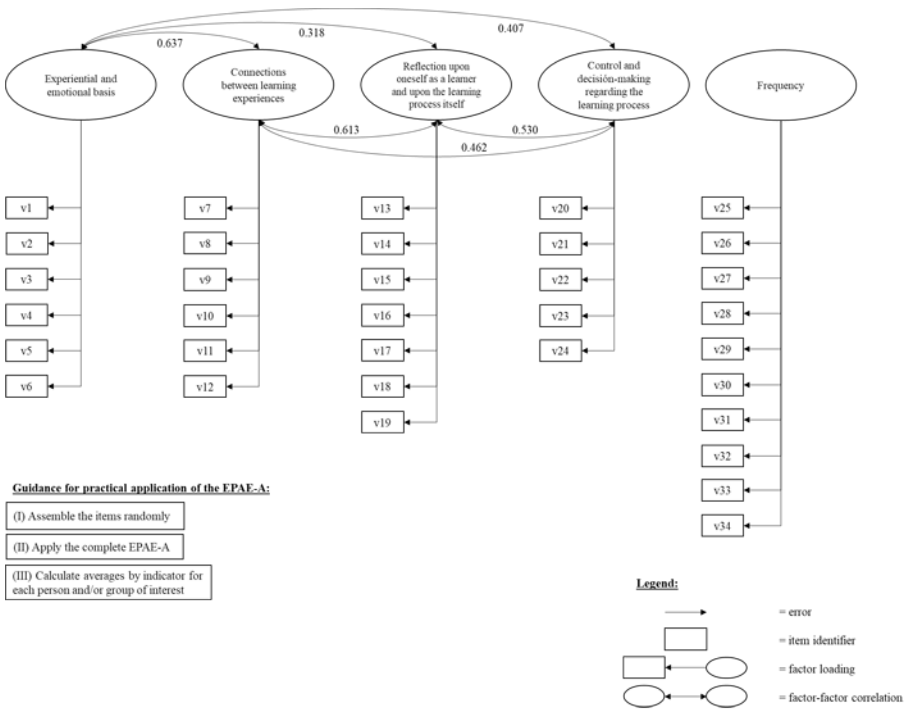 0.637
0.318
0.407
Experiential and
emotional basis
Connections
between learning
experiences
Reflection upon
oneself as a learner
and upon the learning
process itself
Control and
decisión-making
regarding the
learning process
Frequency
0.613
0.530
0.462
v1
v2
v3
v4
v5
v6
v7
v8
v9
v10
v11
v12
v13
v14
v15
v16
v17
v18
v19
v20
v21
v22
v23
v24
v25
v26
v27
v28
v29
v30
v31
v32
v33
v34
Guidance for practical application of the EPAE-A:
(I) Assemble the items randomly
(II) Apply the complete EPAE-A
(III) Calculate averages by indicator for
each person and/or group of interest
Legend:
= error
= item identifier
= factor loading
= factor-factor correlation